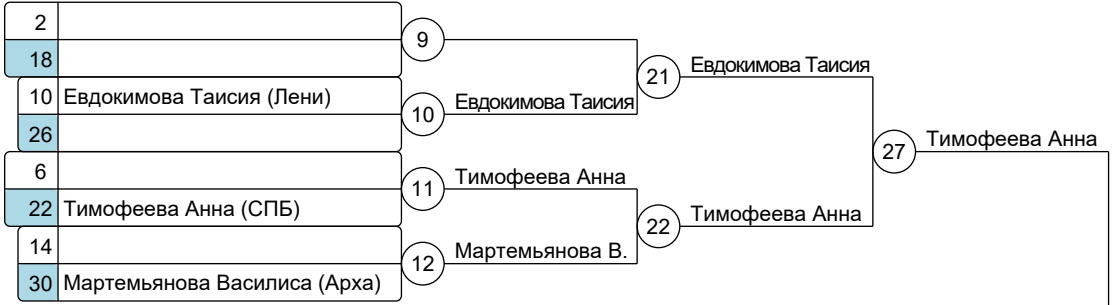 2
9
18
21 Евдокимова Таисия
10 Евдокимова Таисия (Лени)
10 Евдокимова Таисия
26
27 Тимофеева Анна
6
11 Тимофеева Анна
22 Тимофеева Анна (СПБ)
22 Тимофеева Анна
14
12 Мартемьянова В.
30 Мартемьянова Василиса (Арха)